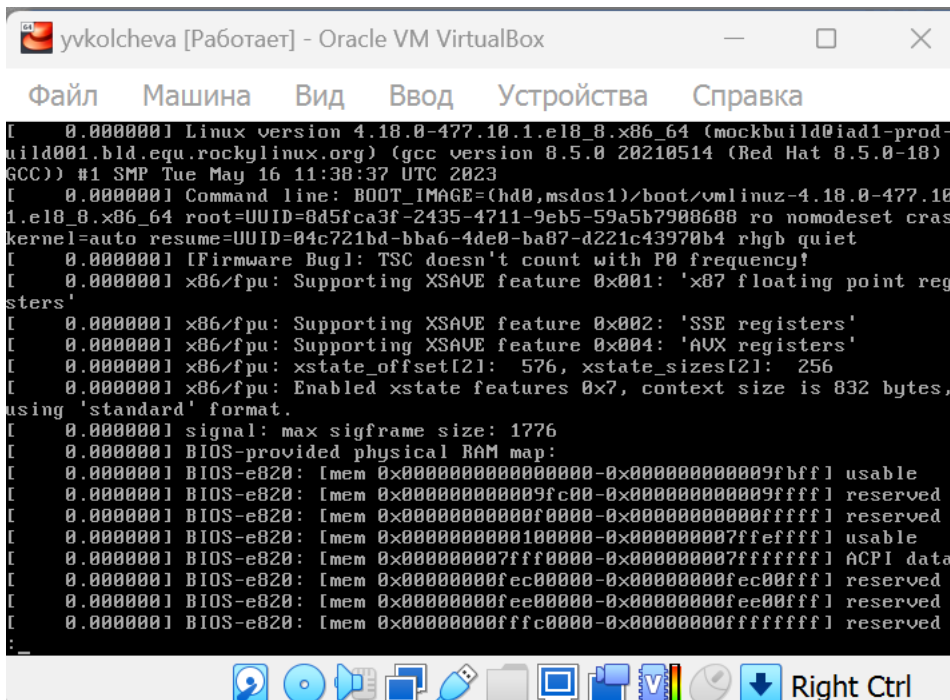 64
yvkolcheva [Работает] - Oracle VM VirtualBox
Файл Машина Вид Ввод Устройства Справка
[    0.000000] Linux version 4.18.0-477.10.1.el8_8.x86_64 (mockbuild@iad1-prod-
uild001.bld.equ.rockylinux.org) (gcc version 8.5.0 20210514 (Red Hat 8.5.0-18)
GCC)) #1 SMP Tue May 16 11:38:37 UTC 2023
[    0.000000] Command line: BOOT_IMAGE=(hd0,msdos1)/boot/vmlinuz-4.18.0-477.10
1.el8_8.x86_64 root=UUID=8d5fca3f-2435-4711-9eb5-59a5b7908688 ro nomodeset cras
kernel=auto resume=UUID=04c721bd-bba6-4de0-ba87-d221c43970b4 rhgb quiet
[    0.000000] [Firmware Bug]: TSC doesn't count with P0 frequency!
[    0.000000] x86/fpu: Supporting XSAVE feature 0x001: 'x87 floating point reg
sters'
[    0.000000] x86/fpu: Supporting XSAVE feature 0x002: 'SSE registers'
[    0.000000] x86/fpu: Supporting XSAVE feature 0x004: 'AVX registers'
[    0.000000] x86/fpu: xstate_offset[2]:  576, xstate_sizes[2]:  256
[    0.000000] x86/fpu: Enabled xstate features 0x7, context size is 832 bytes,
using 'standard' format.
[    0.000000] signal: max sigframe size: 1776
[    0.000000] BIOS-provided physical RAM map:
[    0.000000] BIOS-e820: [mem 0x0000000000000000-0x000000000009fbff] usable
[    0.000000] BIOS-e820: [mem 0x000000000009fc00-0x000000000009ffff] reserved
[    0.000000] BIOS-e820: [mem 0x00000000000f0000-0x00000000000fffff] reserved
[    0.000000] BIOS-e820: [mem 0x0000000000100000-0x000000007ffeffff] usable
[    0.000000] BIOS-e820: [mem 0x000000007fff0000-0x000000007fffffff] ACPI data
[    0.000000] BIOS-e820: [mem 0x00000000fec00000-0x00000000fec00fff] reserved
[    0.000000] BIOS-e820: [mem 0x00000000fee00000-0x00000000fee00fff] reserved
[    0.000000] BIOS-e820: [mem 0x00000000fffc0000-0x00000000ffffffff] reserved
:_
Right Ctrl